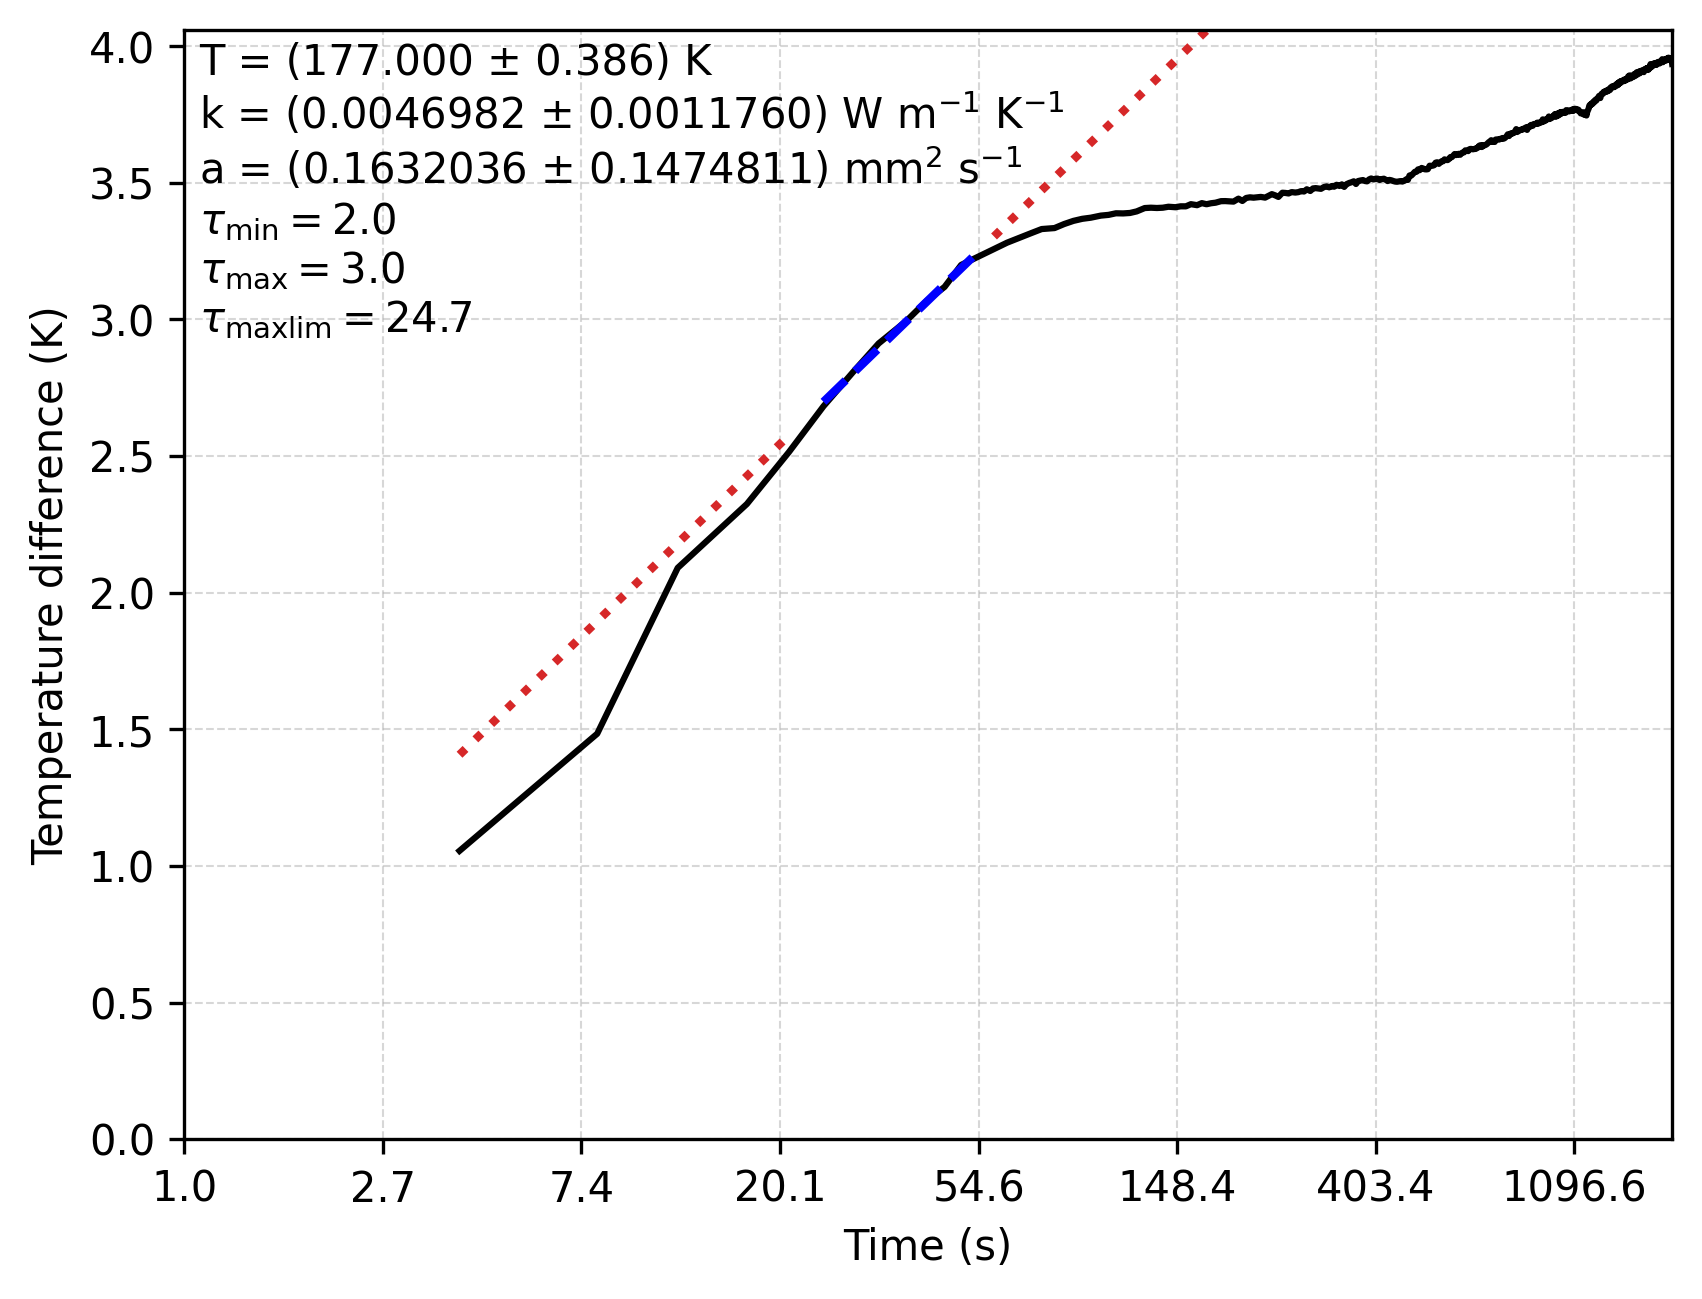 T = (177.000 ± 0.386) K
k = (0.0046982 ± 0.0011760) W m⁻¹ K⁻¹
a = (0.1632036 ± 0.1474811) mm² s⁻¹
τmin = 2.0
τmax = 3.0
τmaxlim = 24.7
Temperature difference (K)
4.0
3.5
3.0
2.5
2.0
1.5
1.0
0.5
0.0
1.0 2.7 7.4 20.1 54.6 148.4 403.4 1096.6
Time (s)